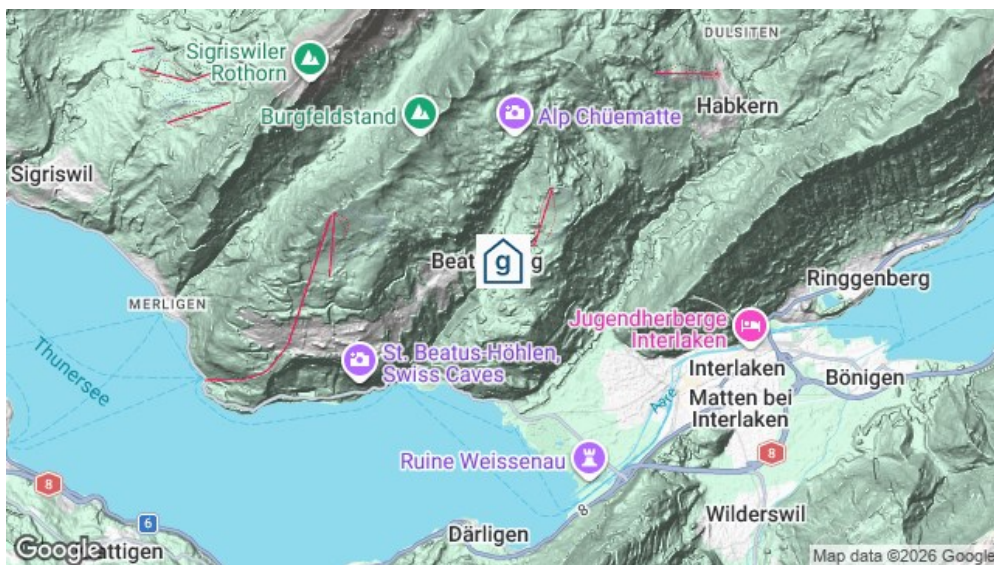 DULSITEN
Sigriswiler
Rothorn
Habkern
Burgfeldstand
Alp Chüematte
Sigriswil
g
Ringgenberg
MERLIGEN
Jugendherberge
Interlaken
Thunersee
St. Beatus-Höhlen,
Swiss Caves
Interlaken
Bönigen
Aare
Matten bei
Interlaken
Ruine Weissenau
8
8
8
Wilderswil
6
Därligen
Google
Map data ©2026 Google